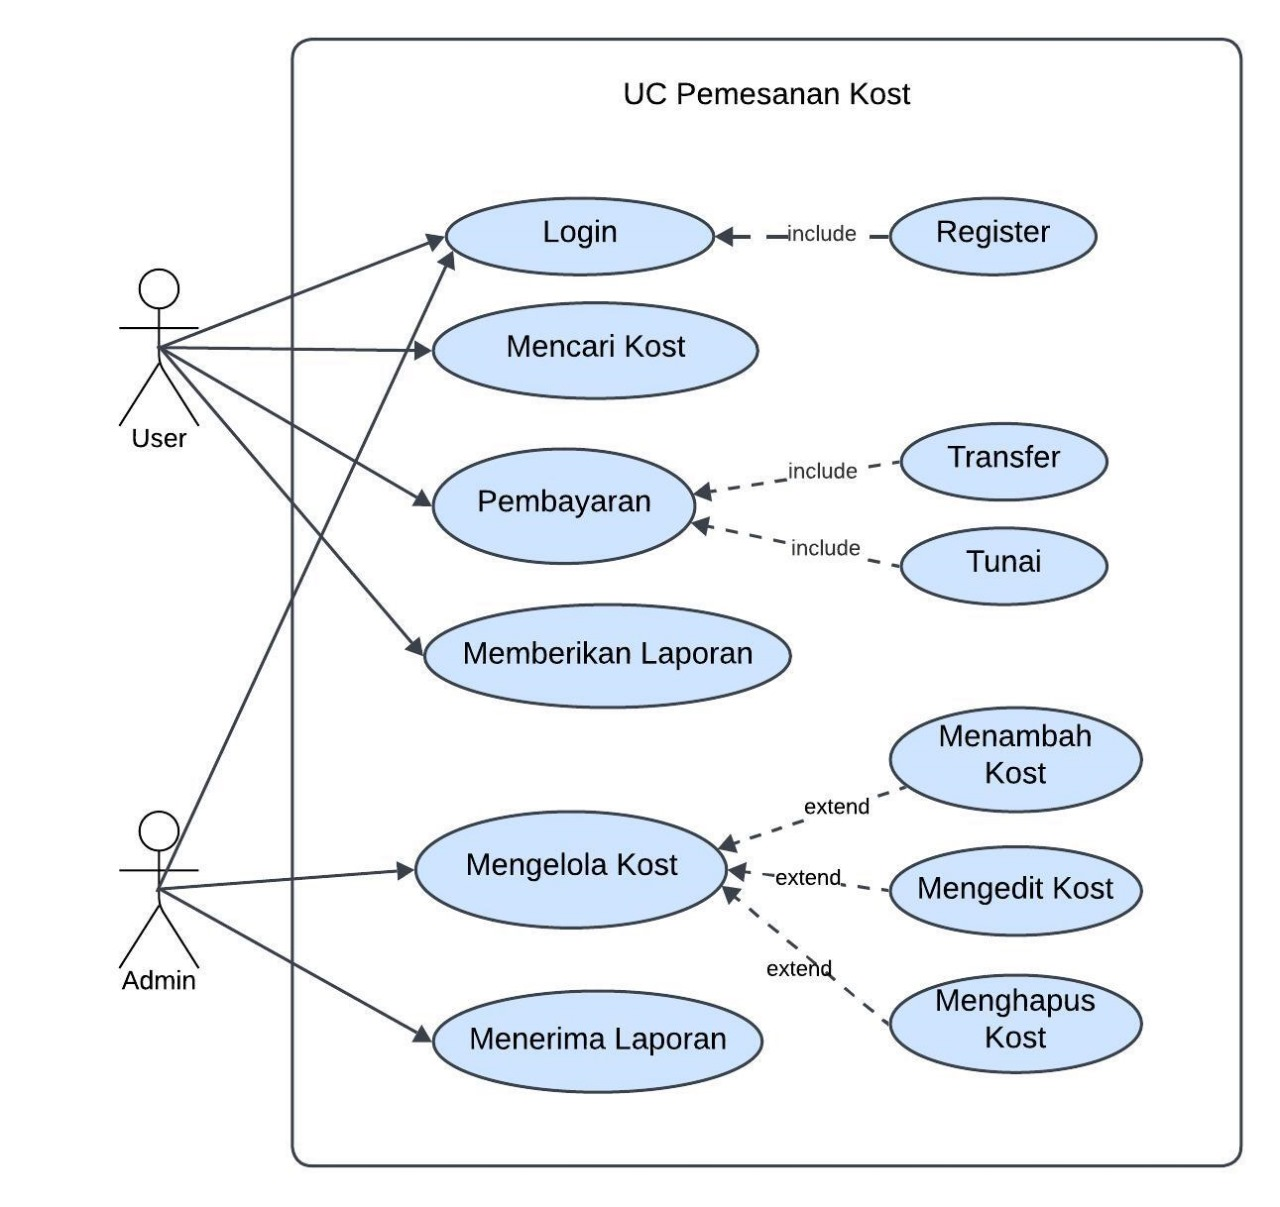 UC Pemesanan Kost
Login
include
Register
Mencari Kost
User
Pembayaran
include
Transfer
include
Tunai
Memberikan Laporan
Menambah
Kost
extend
Mengelola Kost
extend
Mengedit Kost
extend
Menghapus
Kost
Admin
Menerima Laporan